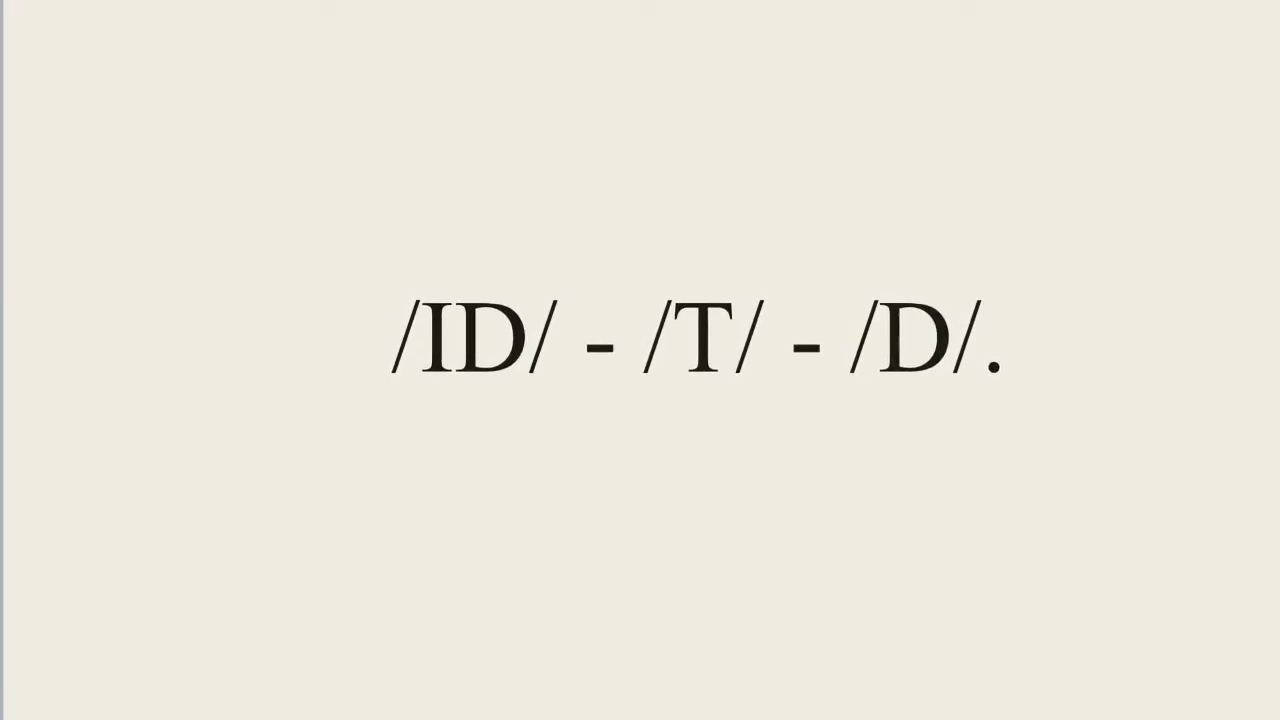 /ID/ - /T/ - /D/.